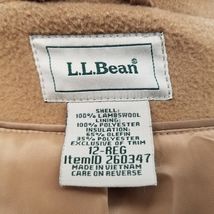 L.L.Bean®
SHELL:
100% LAMBSWOOL
LINING:
100% POLYESTER
INSULATION:
65% OLEFIN
35% POLYESTER
EXCLUSIVE OF TRIM
12-REG
ItemID 260347
MADE IN VIETNAM
CARE ON REVERSE